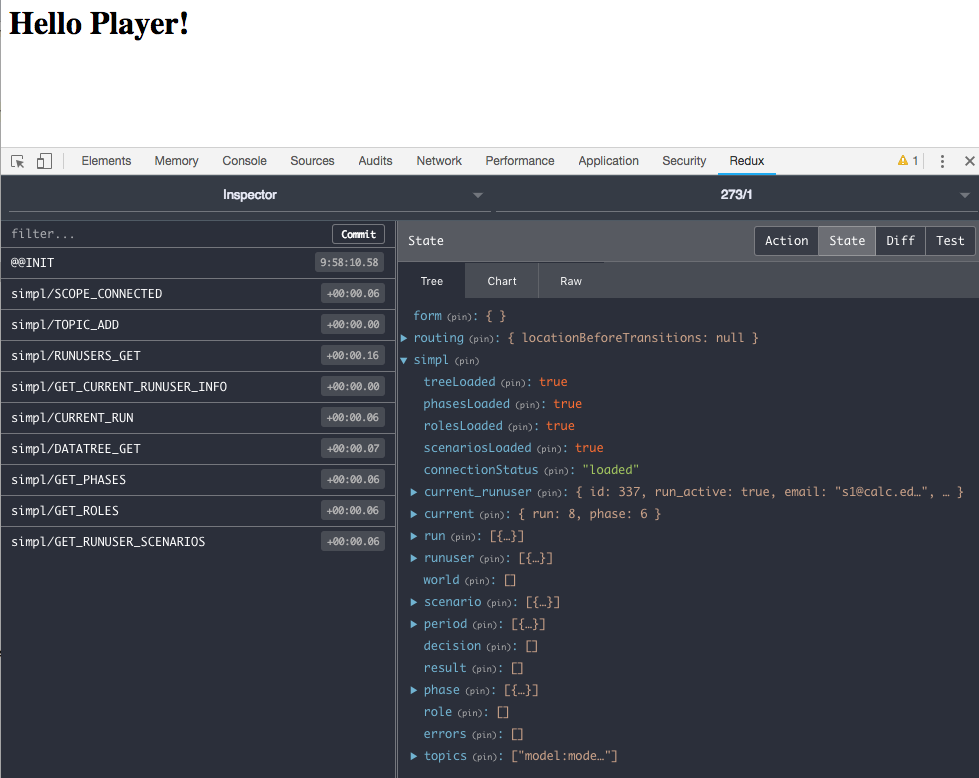 Hello Player!
Elements Memory Console Sources Audits Network Performance Application Security Redux 1
Inspector 273/1
filter... Commit
@@INIT 9:58:10.58
simpl/SCOPE_CONNECTED +00:00.06
simpl/TOPIC_ADD +00:00.00
simpl/RUNUSERS_GET +00:00.16
simpl/GET_CURRENT_RUNUSER_INFO +00:00.00
simpl/CURRENT_RUN +00:00.06
simpl/DATATREE_GET +00:00.07
simpl/GET_PHASES +00:00.06
simpl/GET_ROLES +00:00.06
simpl/GET_RUNUSER_SCENARIOS +00:00.06
State Action State Diff Test
Tree Chart Raw
form (pin): { }
routing (pin): { locationBeforeTransitions: null }
simpl (pin)
treeLoaded (pin): true
phasesLoaded (pin): true
rolesLoaded (pin): true
scenariosLoaded (pin): true
connectionStatus (pin): "loaded"
current_runuser (pin): { id: 337, run_active: true, email: "s1@calc.ed…", … }
current (pin): { run: 8, phase: 6 }
run (pin): [{…}]
runuser (pin): [{…}]
world (pin): []
scenario (pin): [{…}]
period (pin): [{…}]
decision (pin): []
result (pin): []
phase (pin): [{…}]
role (pin): []
errors (pin): []
topics (pin): ["model:mode…"]